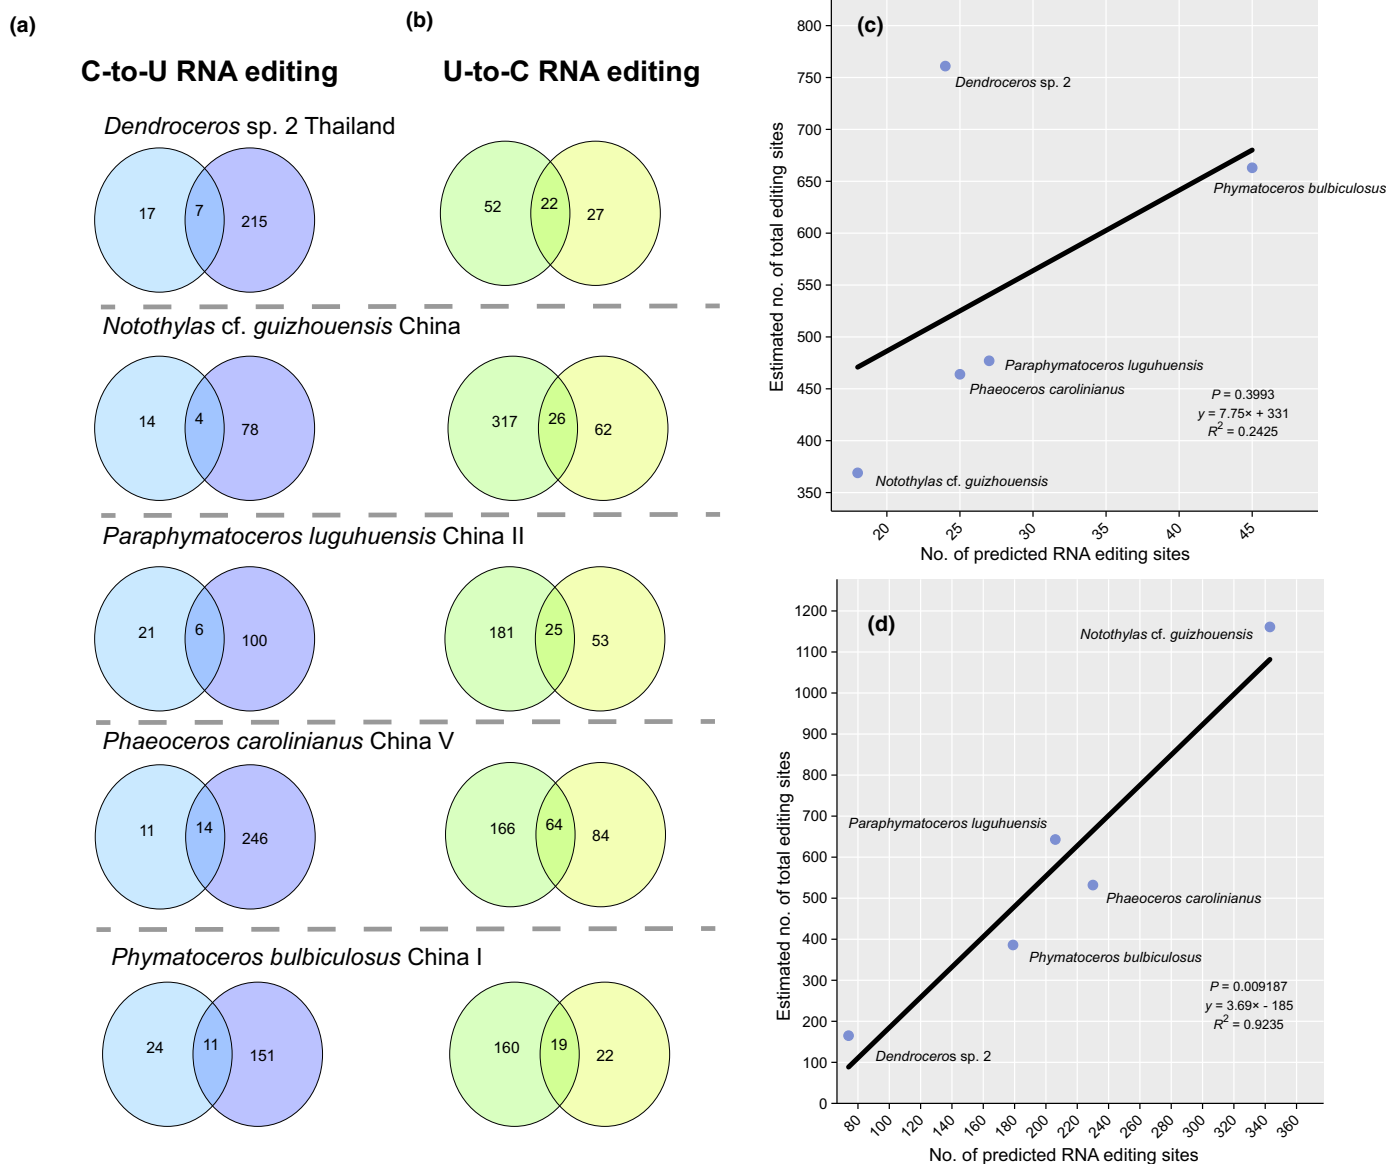 (a)
C-to-U RNA editing
Dendroceros sp. 2 Thailand
17 7 215
Notothylas cf. guizhouensis China
14 4 78
Paraphymatoceros luguhuensis China II
21 6 100
Phaeoceros carolinianus China V
11 14 246
Phymatoceros bulbiculosus China I
24 11 151
(b)
U-to-C RNA editing
52 22 27
317 26 62
181 25 53
166 64 84
160 19 22
(c)
Estimated no. of total editing sites
800
750
700
650
600
550
500
450
400
350
Dendroceros sp. 2
Phymatoceros bulbiculosus
Paraphymatoceros luguhuensis
Phaeoceros carolinianus
Notothylas cf. guizhouensis
P = 0.3993
y = 7.75× + 331
R2 = 0.2425
20 25 30 35 40 45
No. of predicted RNA editing sites
(d)
Estimated no. of total editing sites
1200
1100
1000
900
800
700
600
500
400
300
200
100
0
Notothylas cf. guizhouensis
Paraphymatoceros luguhuensis
Phaeoceros carolinianus
Phymatoceros bulbiculosus
Dendroceros sp. 2
P = 0.009187
y = 3.69× - 185
R2 = 0.9235
80 100 120 140 160 180 200 220 240 260 280 300 320 340 360
No. of predicted RNA editing sites